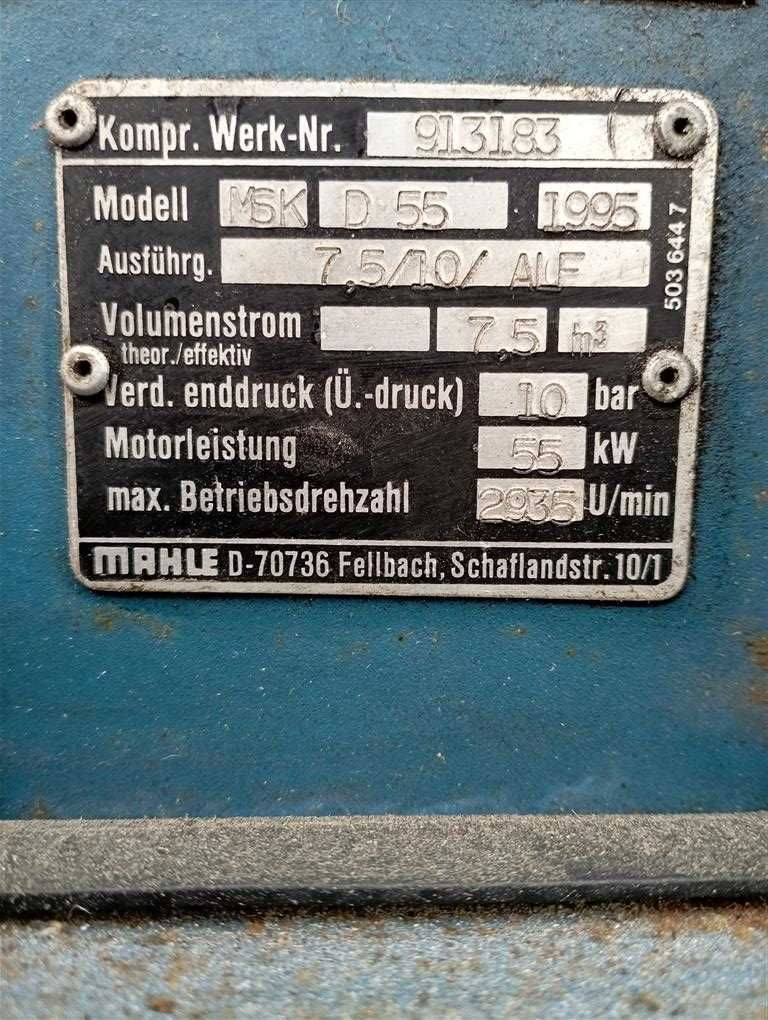 Kompr. Werk-Nr. 913183
Modell MSK D 55 1995
Ausführg. 7,5/10/ ALF
Volumenstrom 7,5 m³
theor./effektiv
Verd. enddruck (Ü.-druck) 10 bar
Motorleistung 55 kW
max. Betriebsdrehzahl 2935 U/min
MAHLE D-70736 Fellbach, Schaflandstr. 10/1
503 644 7